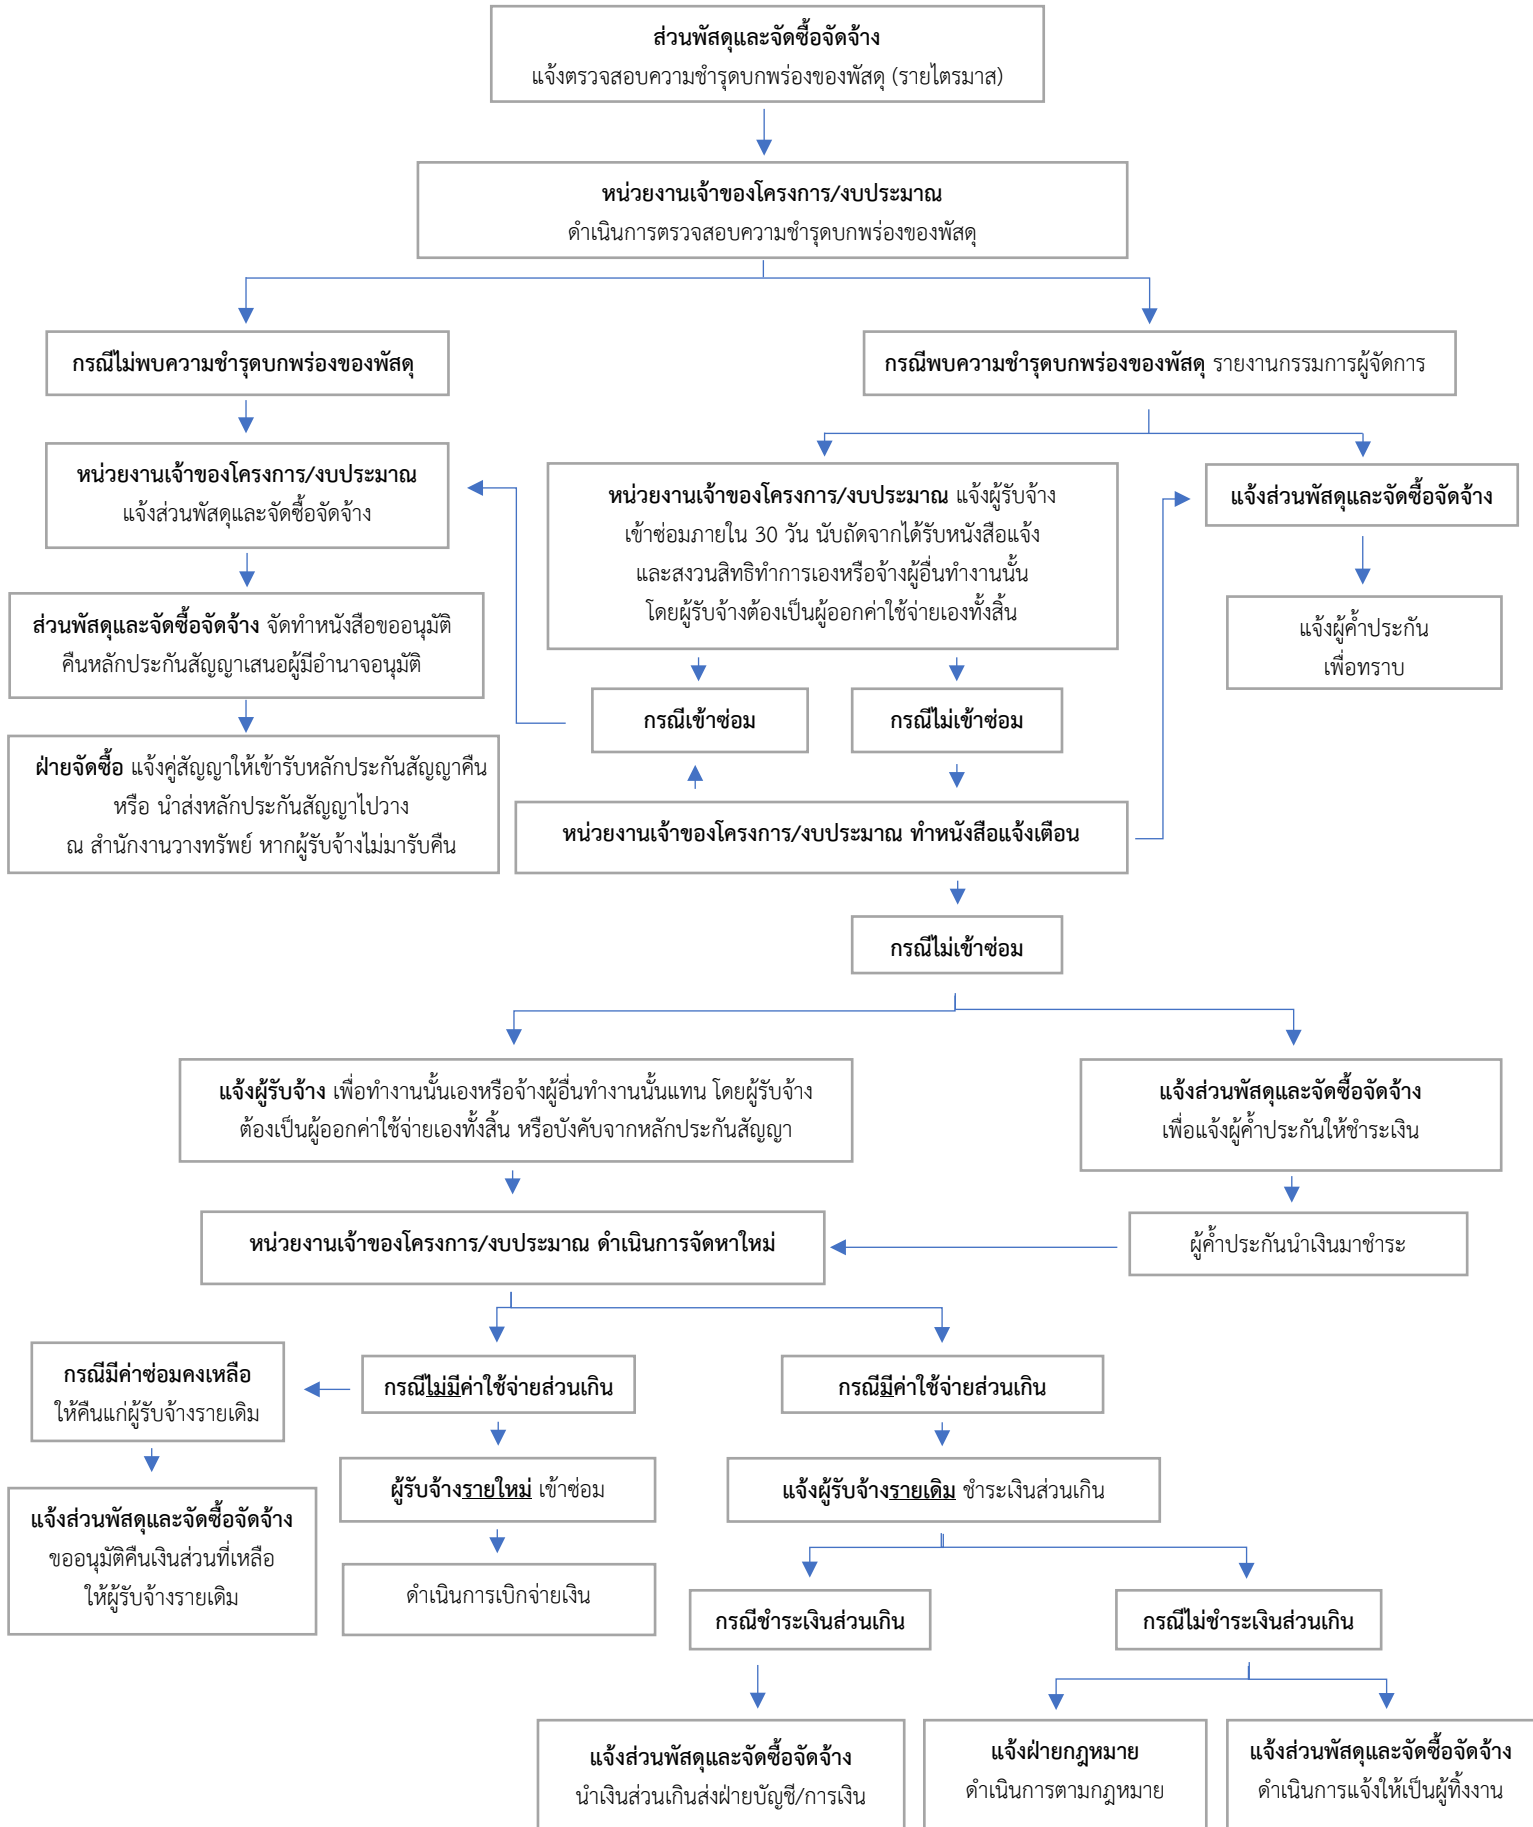 ส่วนพัสดุและจัดซื้อจัดจ้าง
แจ้งตรวจสอบความชำรุดบกพร่องของพัสดุ (รายไตรมาส)
หน่วยงานเจ้าของโครงการ/งบประมาณ
ดำเนินการตรวจสอบความชำรุดบกพร่องของพัสดุ
กรณีไม่พบความชำรุดบกพร่องของพัสดุ
กรณีพบความชำรุดบกพร่องของพัสดุ รายงานกรรมการผู้จัดการ
หน่วยงานเจ้าของโครงการ/งบประมาณ
แจ้งส่วนพัสดุและจัดซื้อจัดจ้าง
หน่วยงานเจ้าของโครงการ/งบประมาณ แจ้งผู้รับจ้าง
เข้าซ่อมภายใน 30 วัน นับถัดจากได้รับหนังสือแจ้ง
และสงวนสิทธิทำการเองหรือจ้างผู้อื่นทำงานนั้น
โดยผู้รับจ้างต้องเป็นผู้ออกค่าใช้จ่ายเองทั้งสิ้น
แจ้งส่วนพัสดุและจัดซื้อจัดจ้าง
แจ้งผู้ค้ำประกัน
เพื่อทราบ
ส่วนพัสดุและจัดซื้อจัดจ้าง จัดทำหนังสือขออนุมัติ
คืนหลักประกันสัญญาเสนอผู้มีอำนาจอนุมัติ
กรณีเข้าซ่อม
กรณีไม่เข้าซ่อม
ฝ่ายจัดซื้อ แจ้งคู่สัญญาให้เข้ารับหลักประกันสัญญาคืน
หรือ นำส่งหลักประกันสัญญาไปวาง
ณ สำนักงานวางทรัพย์ หากผู้รับจ้างไม่มารับคืน
หน่วยงานเจ้าของโครงการ/งบประมาณ ทำหนังสือแจ้งเตือน
กรณีไม่เข้าซ่อม
แจ้งผู้รับจ้าง เพื่อทำงานนั้นเองหรือจ้างผู้อื่นทำงานนั้นแทน โดยผู้รับจ้าง
ต้องเป็นผู้ออกค่าใช้จ่ายเองทั้งสิ้น หรือบังคับจากหลักประกันสัญญา
แจ้งส่วนพัสดุและจัดซื้อจัดจ้าง
เพื่อแจ้งผู้ค้ำประกันให้ชำระเงิน
หน่วยงานเจ้าของโครงการ/งบประมาณ ดำเนินการจัดหาใหม่
ผู้ค้ำประกันนำเงินมาชำระ
กรณีมีค่าซ่อมคงเหลือ
ให้คืนแก่ผู้รับจ้างรายเดิม
กรณีไม่มีค่าใช้จ่ายส่วนเกิน
กรณีมีค่าใช้จ่ายส่วนเกิน
แจ้งส่วนพัสดุและจัดซื้อจัดจ้าง
ขออนุมัติคืนเงินส่วนที่เหลือ
ให้ผู้รับจ้างรายเดิม
ผู้รับจ้างรายใหม่ เข้าซ่อม
แจ้งผู้รับจ้างรายเดิม ชำระเงินส่วนเกิน
ดำเนินการเบิกจ่ายเงิน
กรณีชำระเงินส่วนเกิน
กรณีไม่ชำระเงินส่วนเกิน
แจ้งส่วนพัสดุและจัดซื้อจัดจ้าง
นำเงินส่วนเกินส่งฝ่ายบัญชี/การเงิน
แจ้งฝ่ายกฎหมาย
ดำเนินการตามกฎหมาย
แจ้งส่วนพัสดุและจัดซื้อจัดจ้าง
ดำเนินการแจ้งให้เป็นผู้ทิ้งงาน